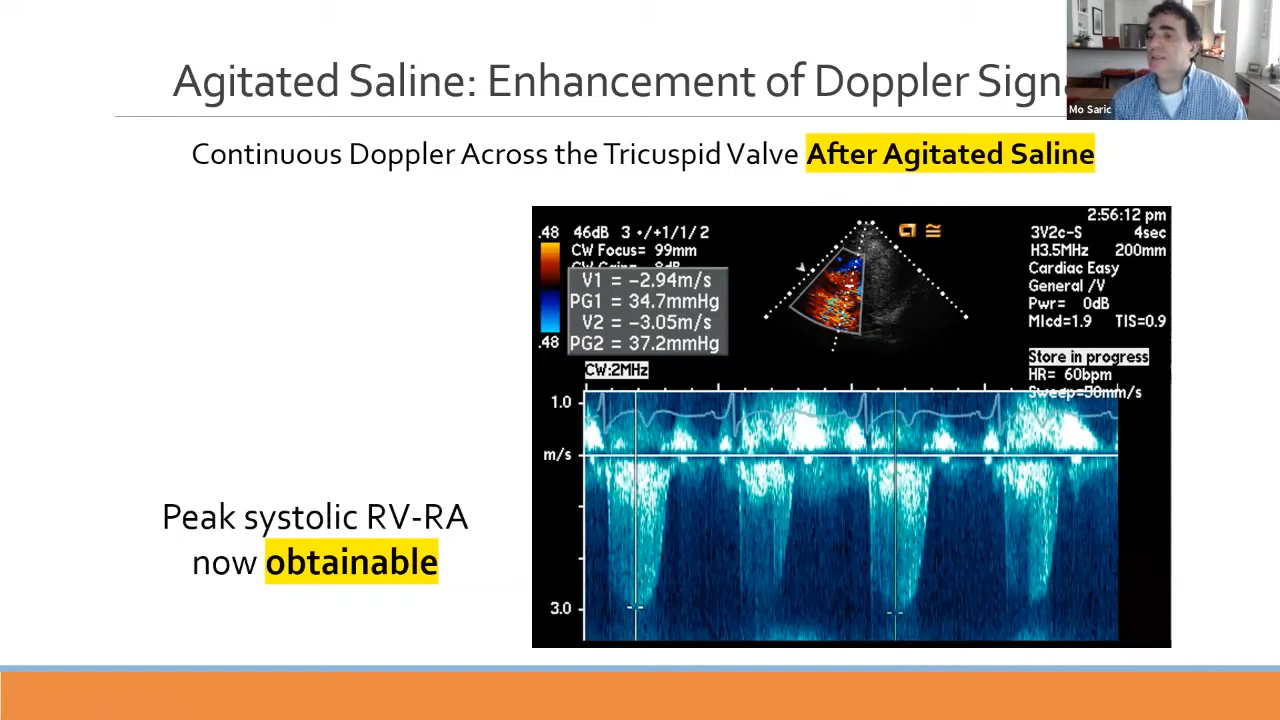 Agitated Saline: Enhancement of Doppler Sign
Mo Saric
Continuous Doppler Across the Tricuspid Valve After Agitated Saline
2:56:12 pm
.48 46dB 3 •/+1/1/2
CW Focus= 99mm
V1 = -2.94m/s
PG1 = 34.7mmHg
V2 = -3.05m/s
PG2 = 37.2mmHg
.48
CW:2MHz
3V2c-S 4sec
H3.5MHz 200mm
Cardiac Easy
General /V
Pwr= 0dB
MIcd=1.9 TIS=0.9
Store in progress
HR= 60bpm
Sweep=50mm/s
1.0
m/s
3.0
Peak systolic RV-RA
now obtainable